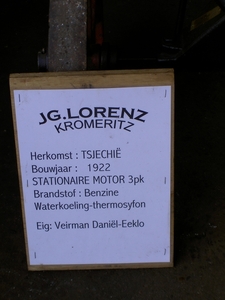 JG.LORENZ
KROMERITZ
Herkomst : TSJECHIË
Bouwjaar : 1922
STATIONAIRE MOTOR 3pk
Brandstof : Benzine
Waterkoeling-thermosyfon
Eig: Veirman Daniël-Eeklo